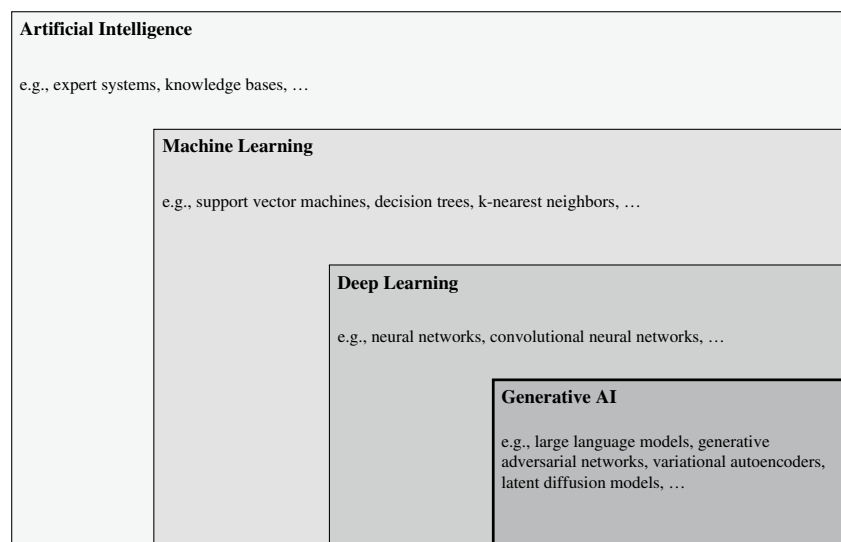 Artificial Intelligence
e.g., expert systems, knowledge bases, …
Machine Learning
e.g., support vector machines, decision trees, k-nearest neighbors, …
Deep Learning
e.g., neural networks, convolutional neural networks, …
Generative AI
e.g., large language models, generative
adversarial networks, variational autoencoders,
latent diffusion models, …